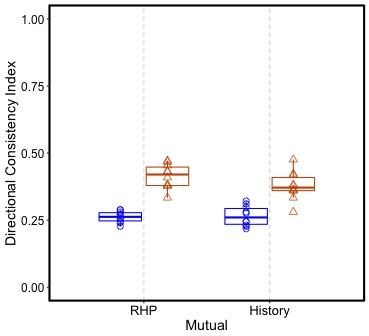 1.00
0.75
0.50
0.25
0.00
Directional Consistency Index
RHP History
Mutual